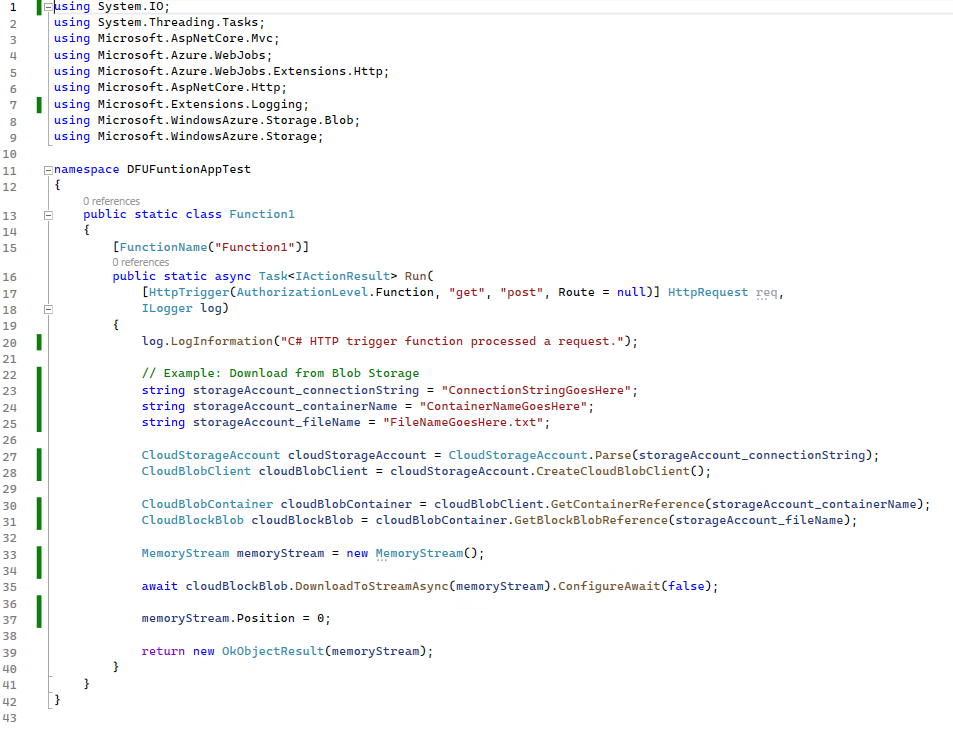 1 using System.IO;
2 using System.Threading.Tasks;
3 using Microsoft.AspNetCore.Mvc;
4 using Microsoft.Azure.WebJobs;
5 using Microsoft.Azure.WebJobs.Extensions.Http;
6 using Microsoft.AspNetCore.Http;
7 using Microsoft.Extensions.Logging;
8 using Microsoft.WindowsAzure.Storage.Blob;
9 using Microsoft.WindowsAzure.Storage;
10
11 namespace DFUFuntionAppTest
12 {
0 references
13 public static class Function1
14 {
15 [FunctionName("Function1")]
0 references
16 public static async Task<IActionResult> Run(
17 [HttpTrigger(AuthorizationLevel.Function, "get", "post", Route = null)] HttpRequest req,
18 ILogger log)
19 {
20 log.LogInformation("C# HTTP trigger function processed a request.");
21
22 // Example: Download from Blob Storage
23 string storageAccount_connectionString = "ConnectionStringGoesHere";
24 string storageAccount_containerName = "ContainerNameGoesHere";
25 string storageAccount_fileName = "FileNameGoesHere.txt";
26
27 CloudStorageAccount cloudStorageAccount = CloudStorageAccount.Parse(storageAccount_connectionString);
28 CloudBlobClient cloudBlobClient = cloudStorageAccount.CreateCloudBlobClient();
29
30 CloudBlobContainer cloudBlobContainer = cloudBlobClient.GetContainerReference(storageAccount_containerName);
31 CloudBlockBlob cloudBlockBlob = cloudBlobContainer.GetBlockBlobReference(storageAccount_fileName);
32
33 MemoryStream memoryStream = new MemoryStream();
34
35 await cloudBlockBlob.DownloadToStreamAsync(memoryStream).ConfigureAwait(false);
36
37 memoryStream.Position = 0;
38
39 return new OkObjectResult(memoryStream);
40 }
41 }
42 }
43